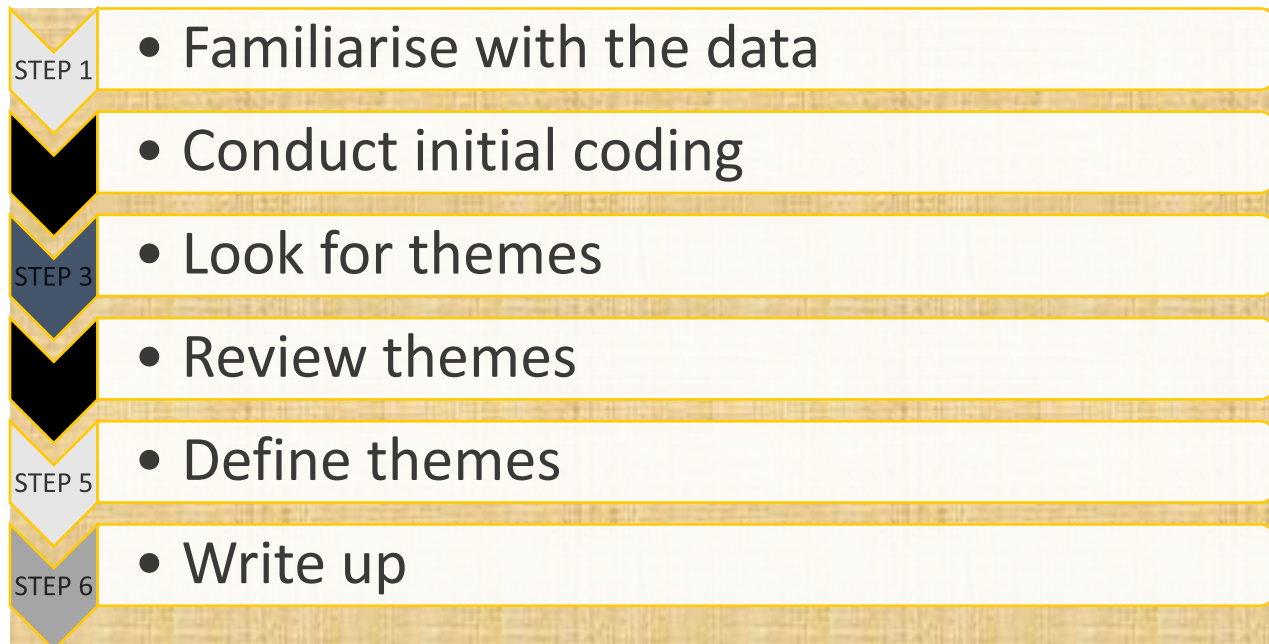 STEP 1
• Familiarise with the data
• Conduct initial coding
STEP 3
• Look for themes
• Review themes
STEP 5
• Define themes
STEP 6
• Write up